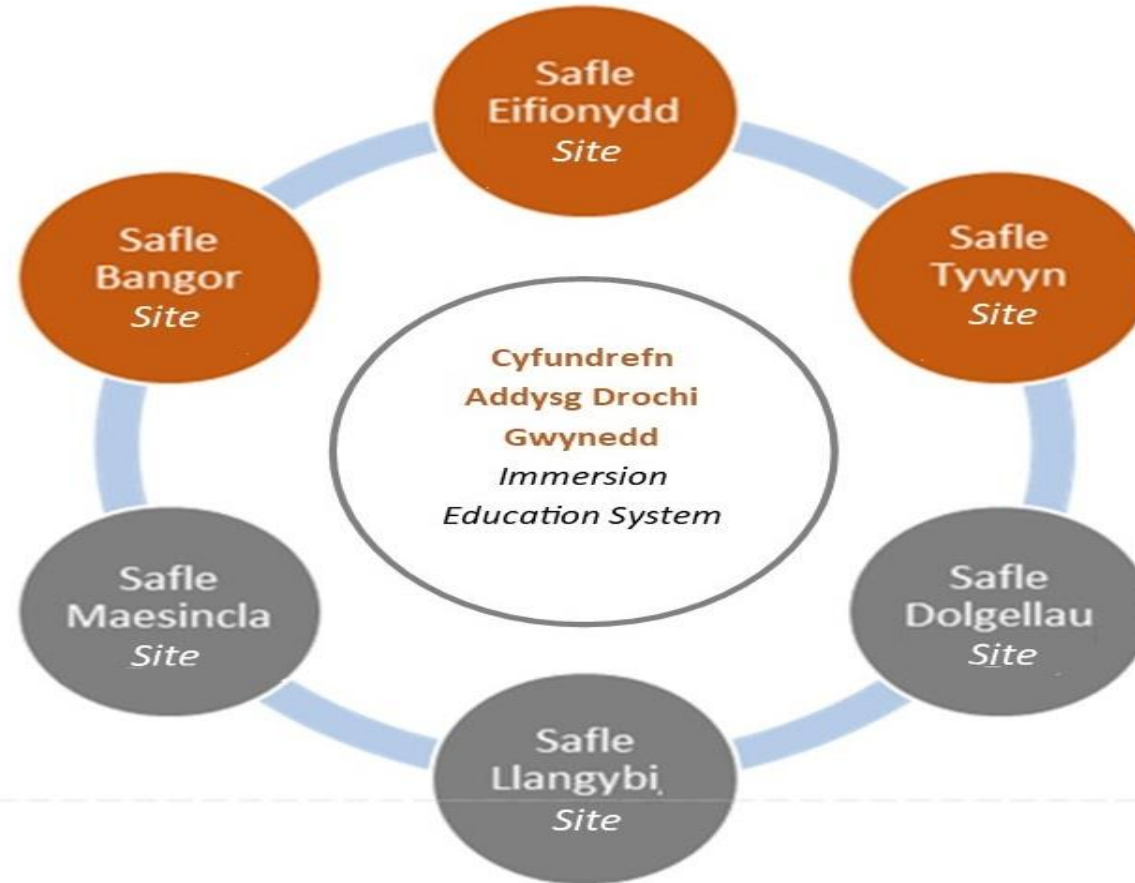 Safle
Eifionydd
Site
Safle
Tywyn
Site
Safle
Dolgellau
Site
Safle
Llangybi
Site
Safle
Maesincla
Site
Safle
Bangor
Site
Cyfundrefn
Addysg Drochi
Gwynedd
Immersion
Education System